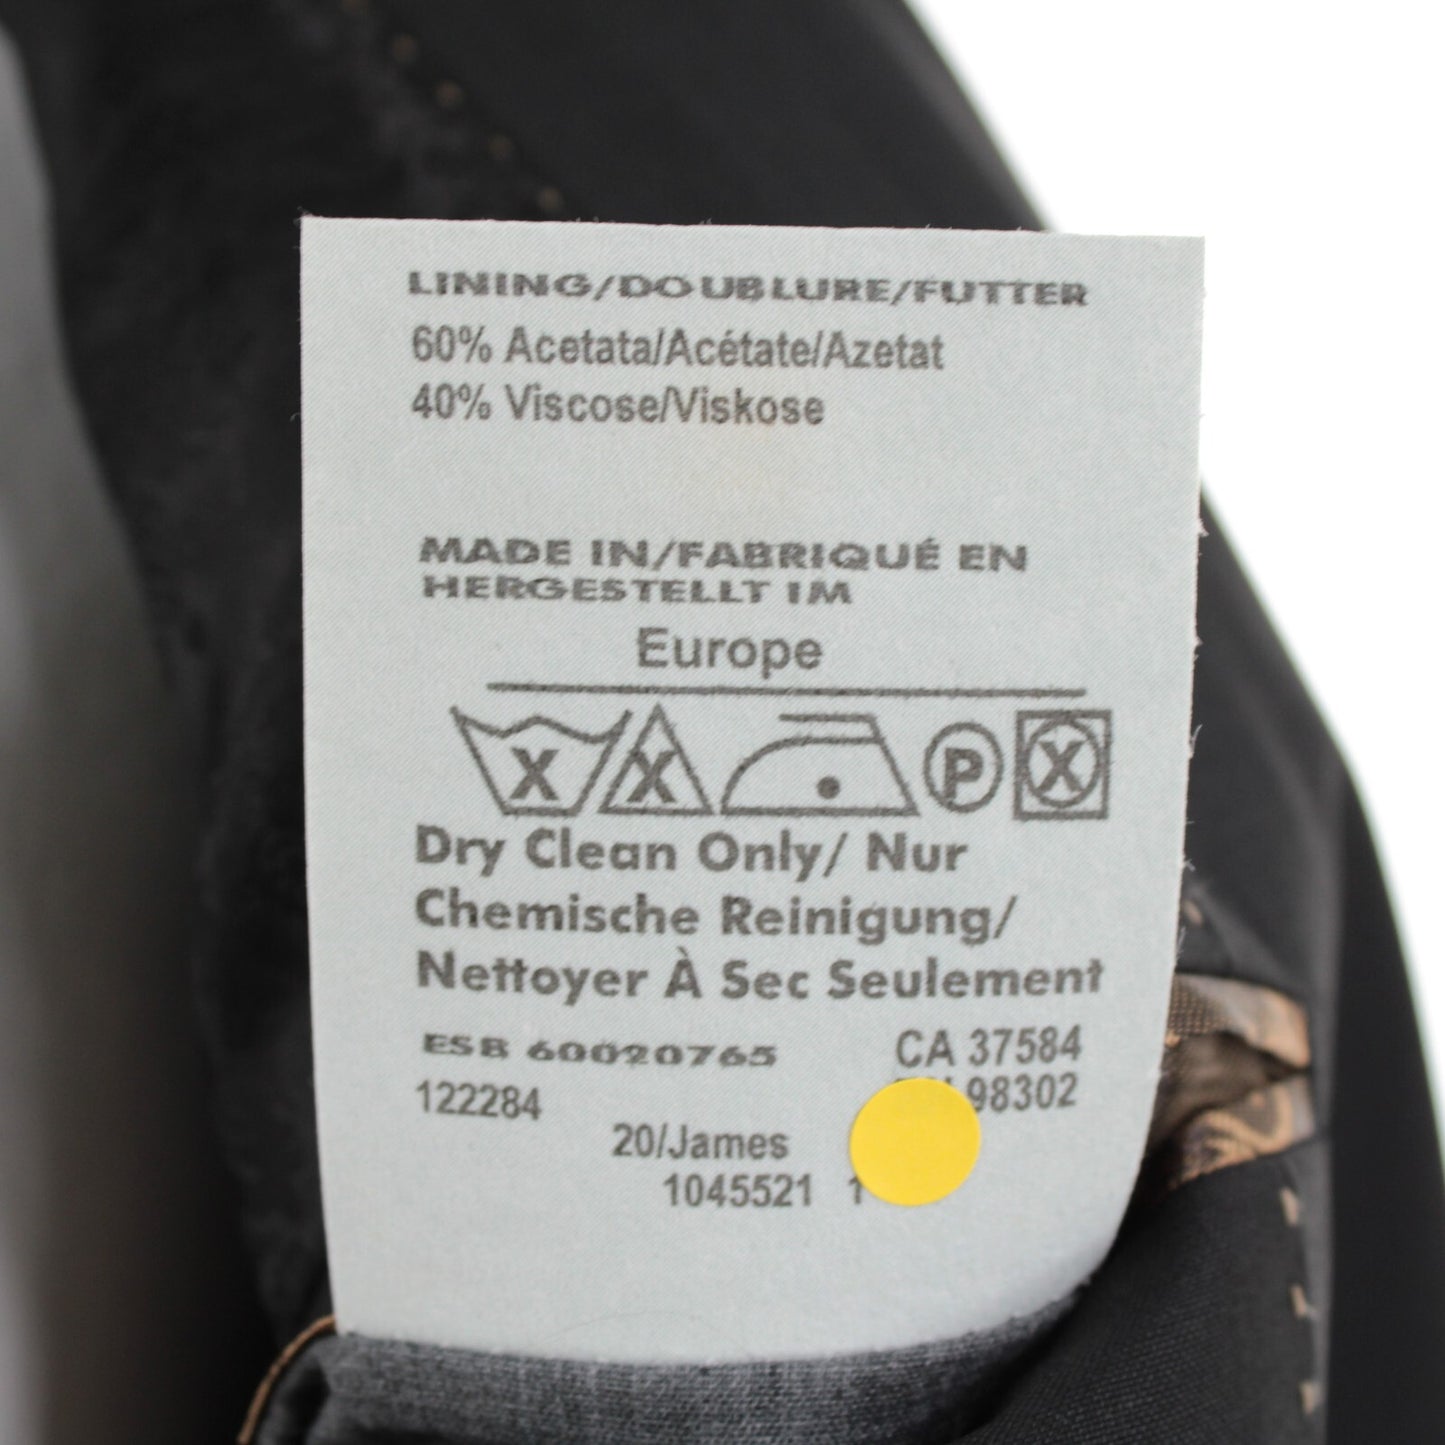 LINING/DOUBLURE/FUTTER
60% Acetata/Acétate/Azetat
40% Viscose/Viskose
MADE IN/FABRIQUÉ EN
HERGESTELLT IM
Europe
X X P X
Dry Clean Only/ Nur
Chemische Reinigung/
Nettoyer À Sec Seulement
ESB 60020765 CA 37584
122284 98302
20/James
1045521 1